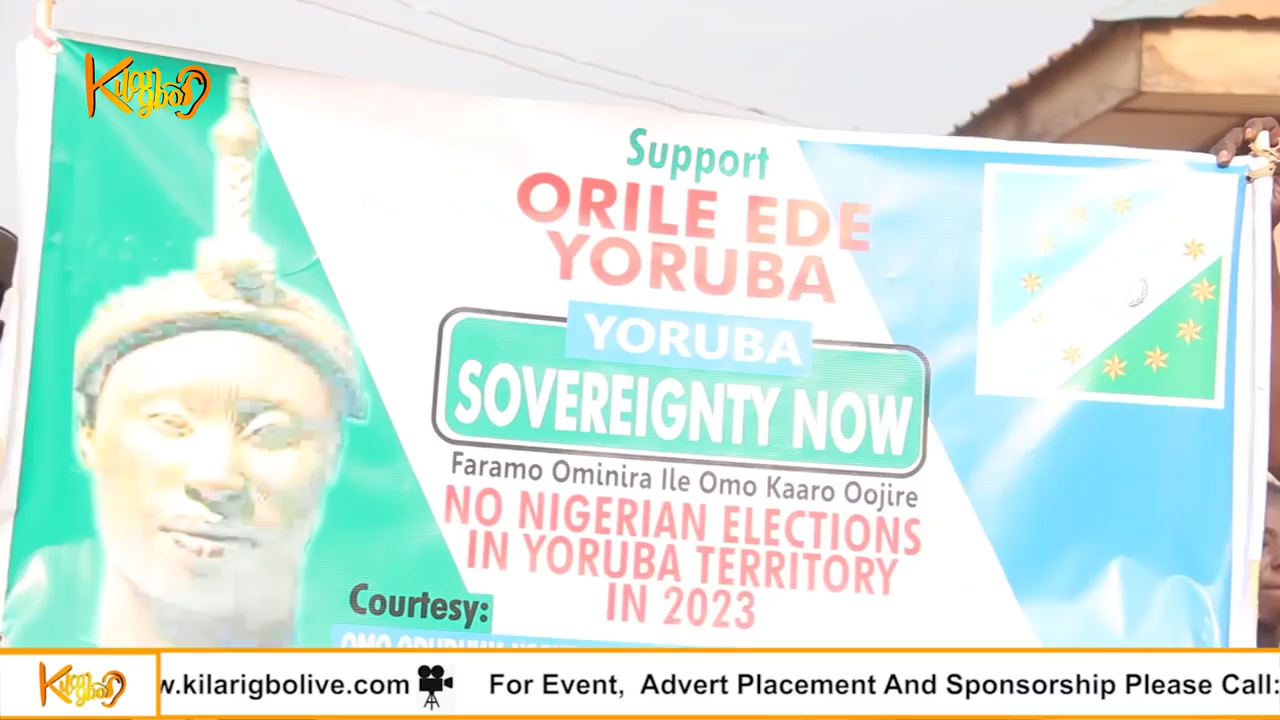 Kilarigbo
Support
ORILE EDE
YORUBA
YORUBA
SOVEREIGNTY NOW
Faramo Ominira Ile Omo Kaaro Oojire
NO NIGERIAN ELECTIONS
IN YORUBA TERRITORY
IN 2023
Courtesy:
Kilarigbo
w.kilarigbolive.com For Event, Advert Placement And Sponsorship Please Call: